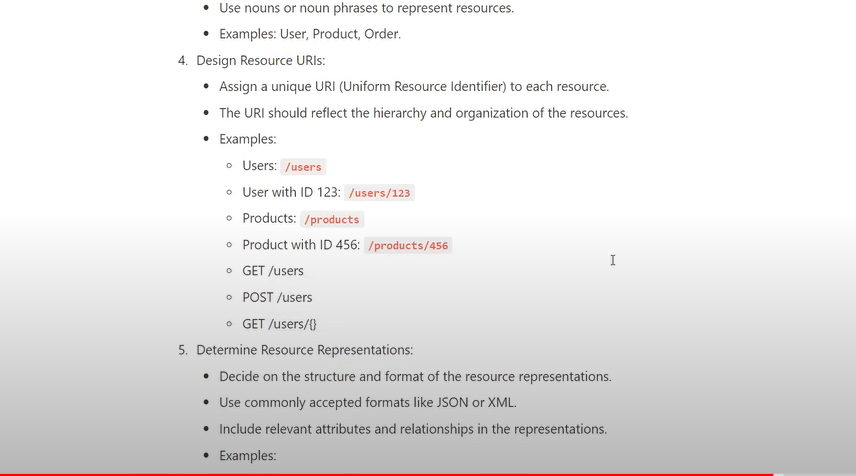 • Use nouns or noun phrases to represent resources.
• Examples: User, Product, Order.
4. Design Resource URIs:
• Assign a unique URI (Uniform Resource Identifier) to each resource.
• The URI should reflect the hierarchy and organization of the resources.
• Examples:
◦ Users: /users
◦ User with ID 123: /users/123
◦ Products: /products
◦ Product with ID 456: /products/456
◦ GET /users
◦ POST /users
◦ GET /users/{}
5. Determine Resource Representations:
• Decide on the structure and format of the resource representations.
• Use commonly accepted formats like JSON or XML.
• Include relevant attributes and relationships in the representations.
• Examples: